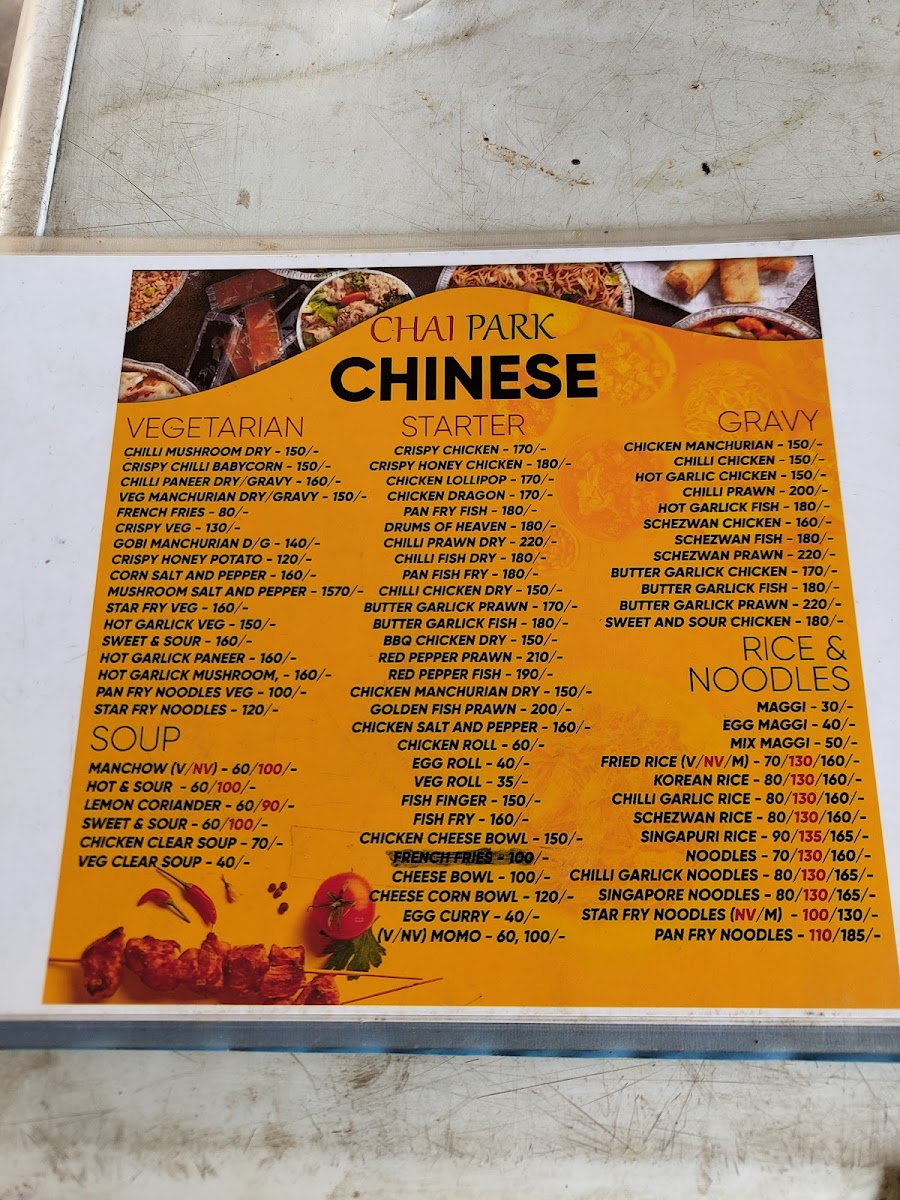 CHAI PARK
CHINESE
VEGETARIAN
CHILLI MUSHROOM DRY - 150/-
CRISPY CHILLI BABYCORN - 150/-
CHILLI PANEER DRY/GRAVY - 160/-
VEG MANCHURIAN DRY/GRAVY - 150/-
FRENCH FRIES - 80/-
CRISPY VEG - 130/-
GOBI MANCHURIAN D/G - 140/-
CRISPY HONEY POTATO - 120/-
CORN SALT AND PEPPER - 160/-
MUSHROOM SALT AND PEPPER - 1570/-
STAR FRY VEG - 160/-
HOT GARLICK VEG - 150/-
SWEET & SOUR - 160/-
HOT GARLICK PANEER - 160/-
HOT GARLICK MUSHROOM, - 160/-
PAN FRY NOODLES VEG - 100/-
STAR FRY NOODLES - 120/-
SOUP
MANCHOW (V/NV) - 60/100/-
HOT & SOUR - 60/100/-
LEMON CORIANDER - 60/90/-
SWEET & SOUR - 60/100/-
CHICKEN CLEAR SOUP - 70/-
VEG CLEAR SOUP - 40/-
STARTER
CRISPY CHICKEN - 170/-
CRISPY HONEY CHICKEN - 180/-
CHICKEN LOLLIPOP - 170/-
CHICKEN DRAGON - 170/-
PAN FRY FISH - 180/-
DRUMS OF HEAVEN - 180/-
CHILLI PRAWN DRY - 220/-
CHILLI FISH DRY - 180/-
PAN FISH FRY - 180/-
CHILLI CHICKEN DRY - 150/-
BUTTER GARLICK PRAWN - 170/-
BUTTER GARLICK FISH - 180/-
BBQ CHICKEN DRY - 150/-
RED PEPPER PRAWN - 210/-
RED PEPPER FISH - 190/-
CHICKEN MANCHURIAN DRY - 150/-
GOLDEN FISH PRAWN - 200/-
CHICKEN SALT AND PEPPER - 160/-
CHICKEN ROLL - 60/-
EGG ROLL - 40/-
VEG ROLL - 35/-
FISH FINGER - 150/-
FISH FRY - 160/-
CHICKEN CHEESE BOWL - 150/-
FRENCH FRIES - 100/-
CHEESE BOWL - 100/-
CHEESE CORN BOWL - 120/-
EGG CURRY - 40/-
(V/NV) MOMO - 60, 100/-
GRAVY
CHICKEN MANCHURIAN - 150/-
CHILLI CHICKEN - 150/-
HOT GARLIC CHICKEN - 150/-
CHILLI PRAWN - 200/-
HOT GARLICK FISH - 180/-
SCHEZWAN CHICKEN - 160/-
SCHEZWAN FISH - 180/-
SCHEZWAN PRAWN - 220/-
BUTTER GARLICK CHICKEN - 170/-
BUTTER GARLICK FISH - 180/-
BUTTER GARLICK PRAWN - 220/-
SWEET AND SOUR CHICKEN - 180/-
RICE &
NOODLES
MAGGI - 30/-
EGG MAGGI - 40/-
MIX MAGGI - 50/-
FRIED RICE (V/NV/M) - 70/130/160/-
KOREAN RICE - 80/130/160/-
CHILLI GARLIC RICE - 80/130/160/-
SCHEZWAN RICE - 80/130/160/-
SINGAPURI RICE - 90/135/165/-
NOODLES - 70/130/160/-
CHILLI GARLICK NOODLES - 80/130/165/-
SINGAPORE NOODLES - 80/130/165/-
STAR FRY NOODLES (NV/M) - 100/130/-
PAN FRY NOODLES - 110/185/-